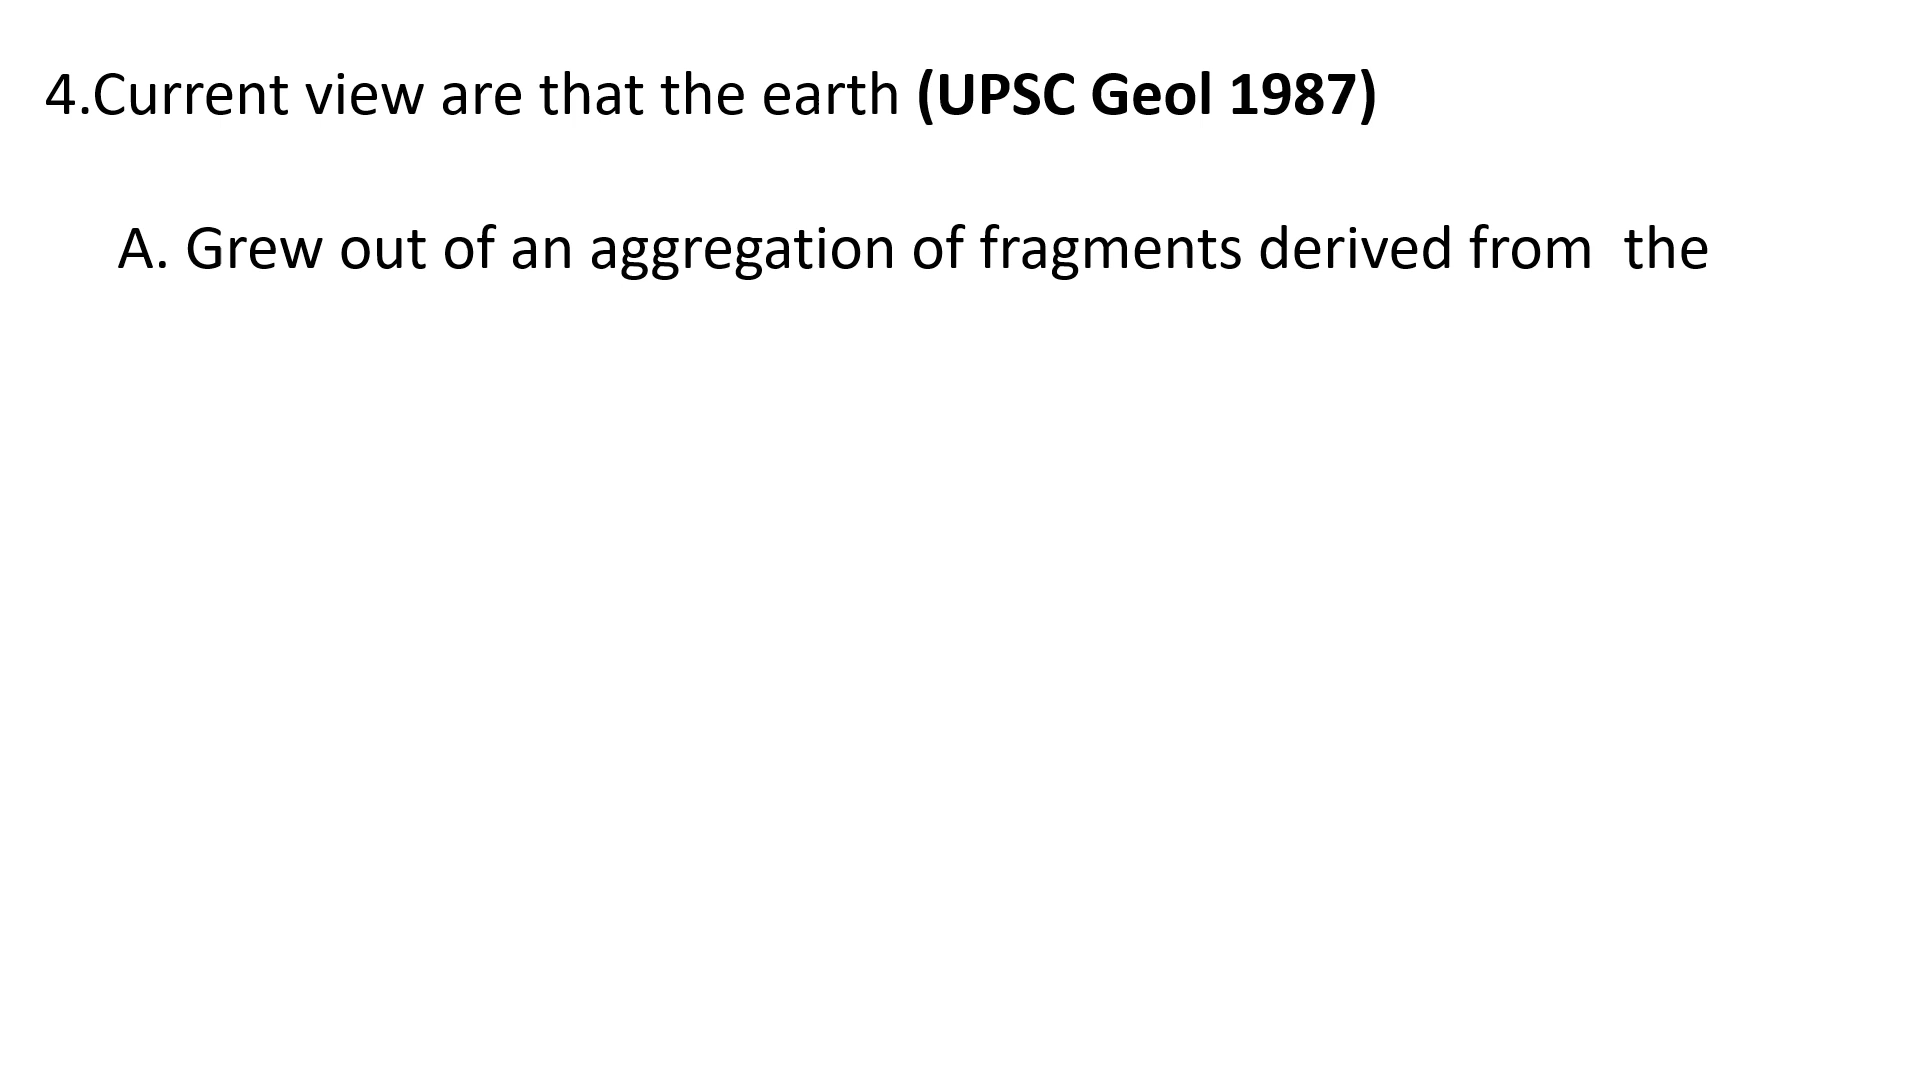 4.Current view are that the earth (UPSC Geol 1987)
A. Grew out of an aggregation of fragments derived from  the